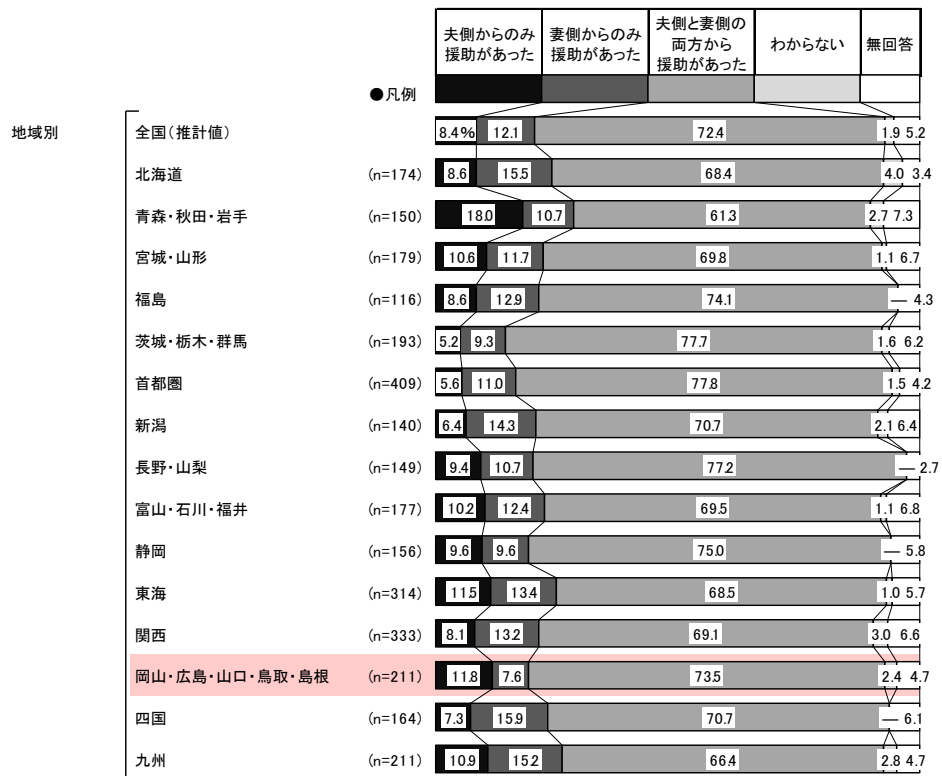 夫側からのみ
援助があった
妻側からのみ
援助があった
夫側と妻側の
両方から
援助があった
わからない
無回答
●凡例
地域別
全国(推計値) 8.4% 12.1 72.4 1.9 5.2
北海道 (n=174) 8.6 15.5 68.4 4.0 3.4
青森・秋田・岩手 (n=150) 18.0 10.7 61.3 2.7 7.3
宮城・山形 (n=179) 10.6 11.7 69.8 1.1 6.7
福島 (n=116) 8.6 12.9 74.1 — 4.3
茨城・栃木・群馬 (n=193) 5.2 9.3 77.7 1.6 6.2
首都圏 (n=409) 5.6 11.0 77.8 1.5 4.2
新潟 (n=140) 6.4 14.3 70.7 2.1 6.4
長野・山梨 (n=149) 9.4 10.7 77.2 — 2.7
富山・石川・福井 (n=177) 10.2 12.4 69.5 1.1 6.8
静岡 (n=156) 9.6 9.6 75.0 — 5.8
東海 (n=314) 11.5 13.4 68.5 1.0 5.7
関西 (n=333) 8.1 13.2 69.1 3.0 6.6
岡山・広島・山口・鳥取・島根 (n=211) 11.8 7.6 73.5 2.4 4.7
四国 (n=164) 7.3 15.9 70.7 — 6.1
九州 (n=211) 10.9 15.2 66.4 2.8 4.7